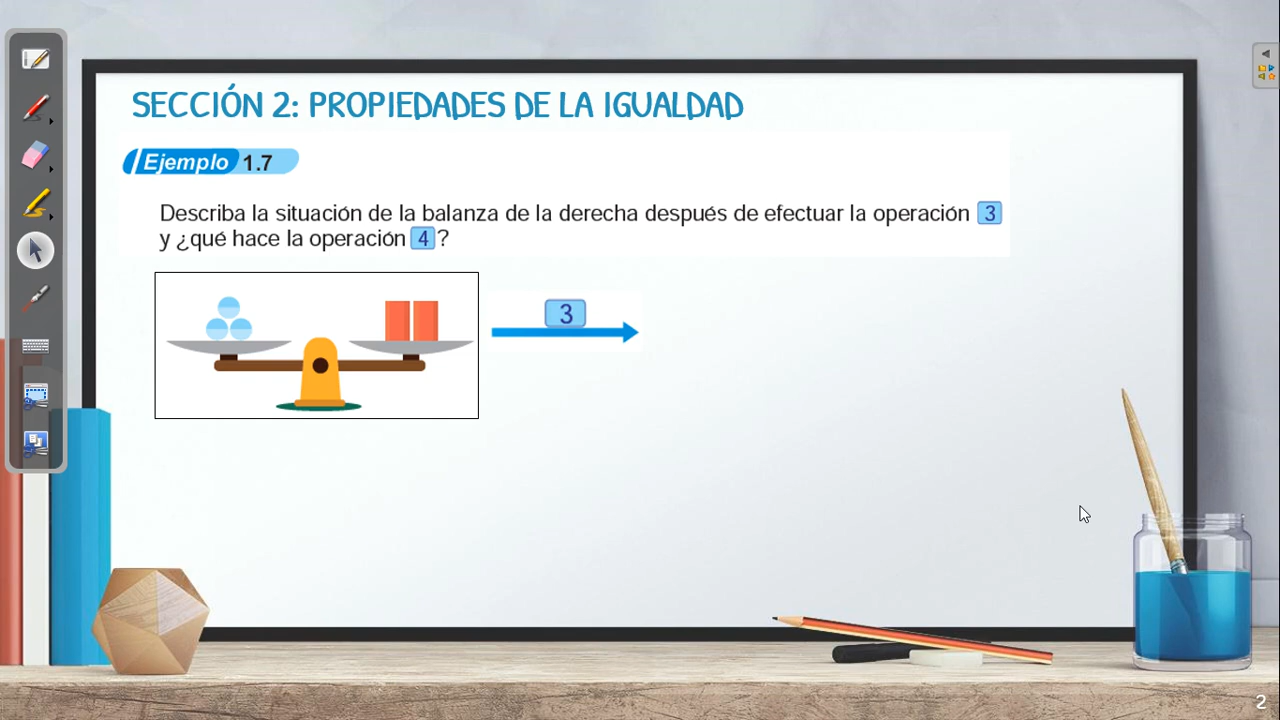 SECCIÓN 2: PROPIEDADES DE LA IGUALDAD
Ejemplo 1.7
Describa la situación de la balanza de la derecha después de efectuar la operación 3
y ¿qué hace la operación 4?
3
2